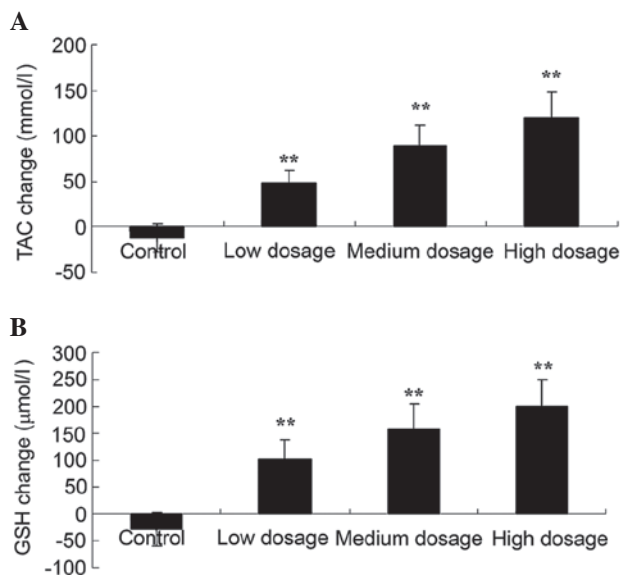 A
TAC change (mmol/l)
200
150
100
50
0
-50
**
**
**
Control
Low dosage
Medium dosage
High dosage
B
GSH change (μmol/l)
300
250
200
150
100
50
0
-50
-100
**
**
**
Control
Low dosage
Medium dosage
High dosage